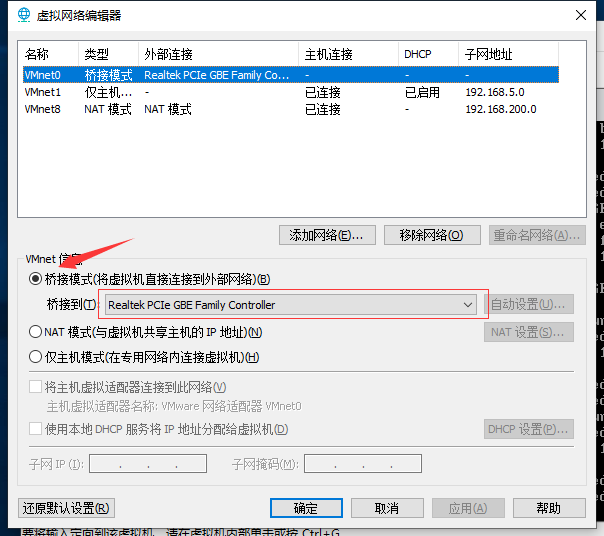 虚拟网络编辑器
名称 类型 外部连接 主机连接 DHCP 子网地址
VMnet0 桥接模式 Realtek PCIe GBE Family Co... - - -
VMnet1 仅主机... - 已连接 已启用 192.168.5.0
VMnet8 NAT 模式 NAT 模式 已连接 - 192.168.200.0
添加网络(E)... 移除网络(O) 重命名网络(A)...
VMnet 信息
桥接模式(将虚拟机直接连接到外部网络)(B)
桥接到(T): Realtek PCIe GBE Family Controller 自动设置(U)...
NAT 模式(与虚拟机共享主机的 IP 地址)(N) NAT 设置(S)...
仅主机模式(在专用网络内连接虚拟机)(H)
将主机虚拟适配器连接到此网络(V)
主机虚拟适配器名称: VMware 网络适配器 VMnet0
使用本地 DHCP 服务将 IP 地址分配给虚拟机(D) DHCP 设置(P)...
子网 IP (I): . . . 子网掩码(M): . . .
还原默认设置(R) 确定 取消 应用(A) 帮助
要将输入定向到该虚拟机，请在虚拟机内部单击或按 Ctrl+G